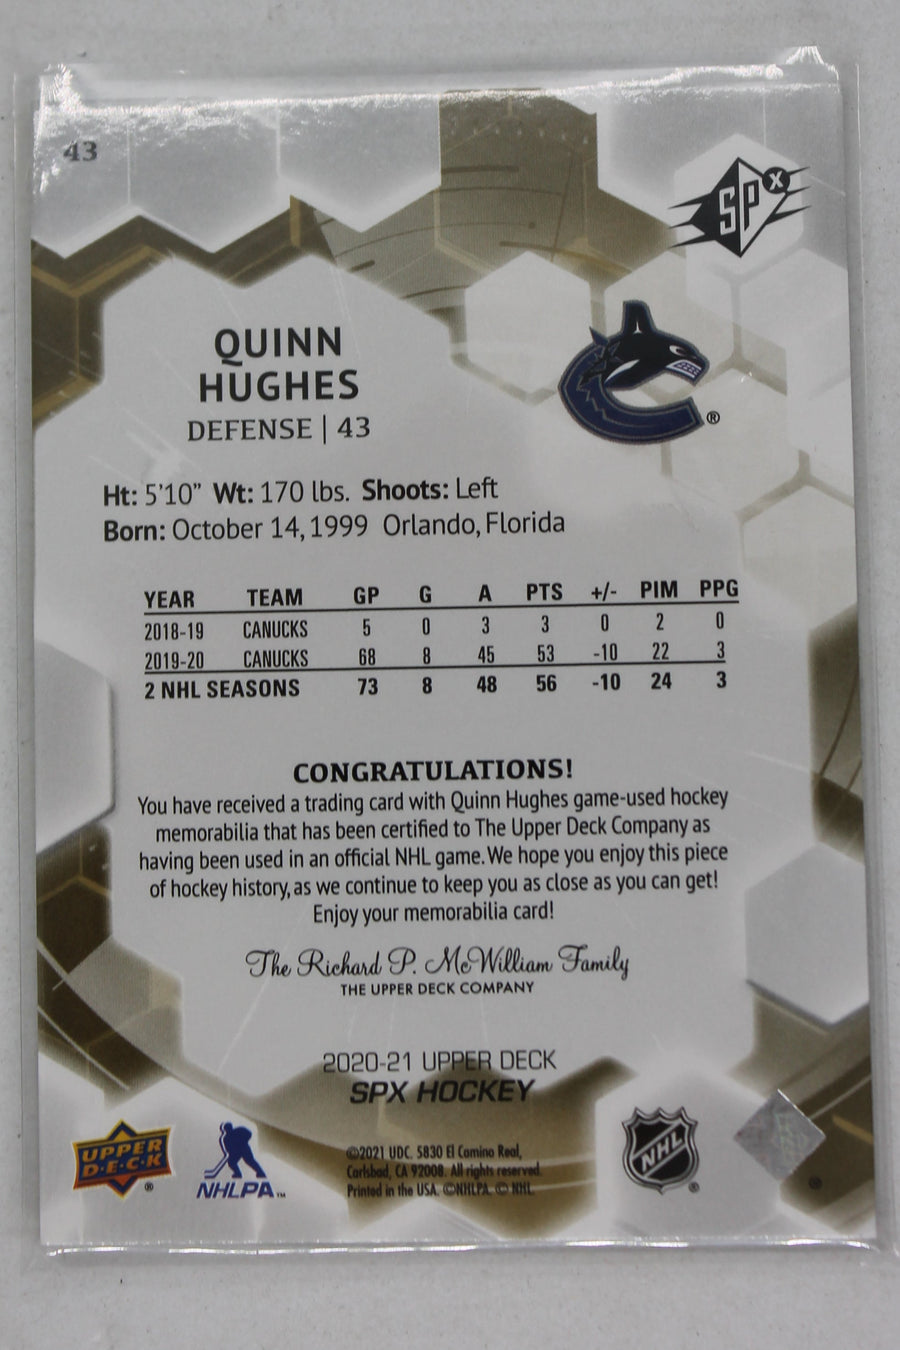 43
SPX
QUINN
HUGHES
DEFENSE | 43
®
Ht: 5'10” Wt: 170 lbs. Shoots: Left
Born: October 14, 1999 Orlando, Florida
YEAR TEAM GP G A PTS +/- PIM PPG
2018-19 CANUCKS 5 0 3 3 0 2 0
2019-20 CANUCKS 68 8 45 53 -10 22 3
2 NHL SEASONS 73 8 48 56 -10 24 3
CONGRATULATIONS!
You have received a trading card with Quinn Hughes game-used hockey
memorabilia that has been certified to The Upper Deck Company as
having been used in an official NHL game. We hope you enjoy this piece
of hockey history, as we continue to keep you as close as you can get!
Enjoy your memorabilia card!
The Richard P. McWilliam Family
THE UPPER DECK COMPANY
2020-21 UPPER DECK
SPX HOCKEY
UPPER
D·E·C·K
®
NHLPA™
©2021 UDC. 5830 El Camino Real,
Carlsbad, CA 92008. All rights reserved.
Printed in the USA. ©NHLPA. © NHL.
NHL
®